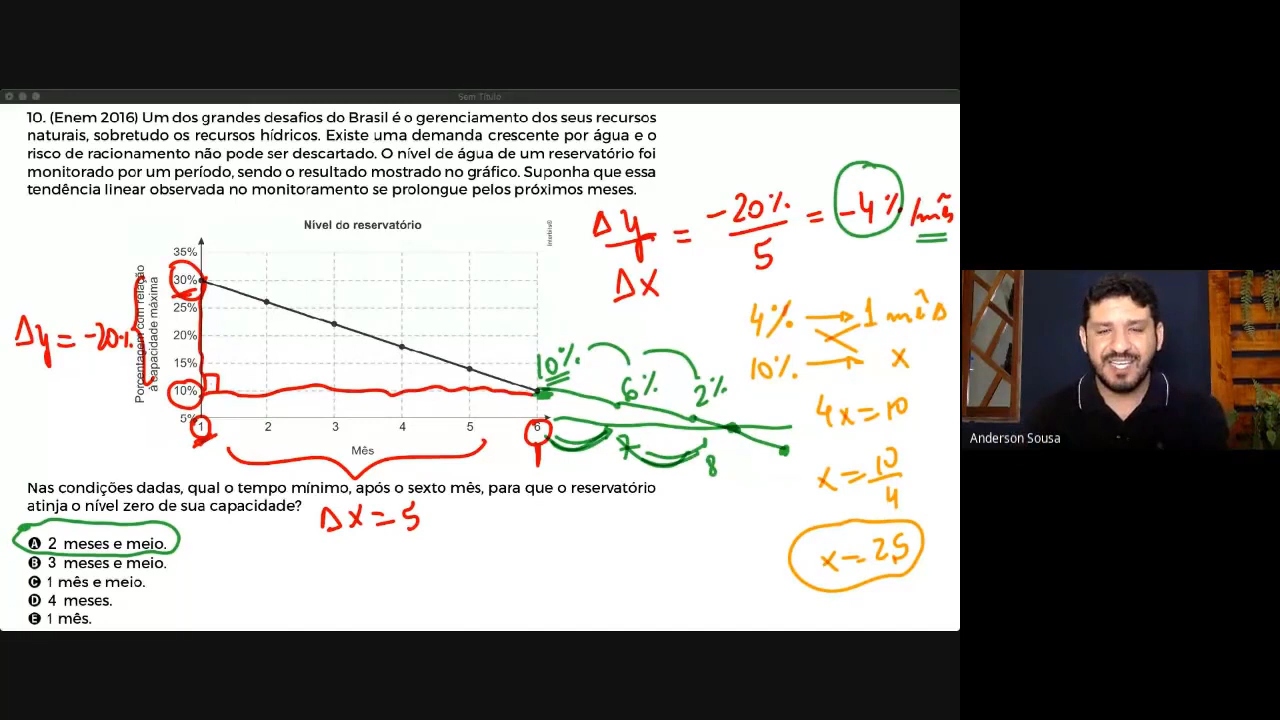 Sem Título
10. (Enem 2016) Um dos grandes desafios do Brasil é o gerenciamento dos seus recursos
naturais, sobretudo os recursos hídricos. Existe uma demanda crescente por água e o
risco de racionamento não pode ser descartado. O nível de água de um reservatório foi
monitorado por um período, sendo o resultado mostrado no gráfico. Suponha que essa
tendência linear observada no monitoramento se prolongue pelos próximos meses.
Nível do reservatório
Porcentagem com relação
à capacidade máxima
35%
30%
25%
20%
15%
10%
5%
1 2 3 4 5 6
Mês
Δy = -20%
10%
6%
2%
7
8
Δy/Δx = -20%/5 = -4% /mês
4% → 1 mês
10% → x
4x = 10
x = 10/4
x = 2,5
Nas condições dadas, qual o tempo mínimo, após o sexto mês, para que o reservatório
atinja o nível zero de sua capacidade?
Δx = 5
A 2 meses e meio.
B 3 meses e meio.
C 1 mês e meio.
D 4 meses.
E 1 mês.
Anderson Sousa